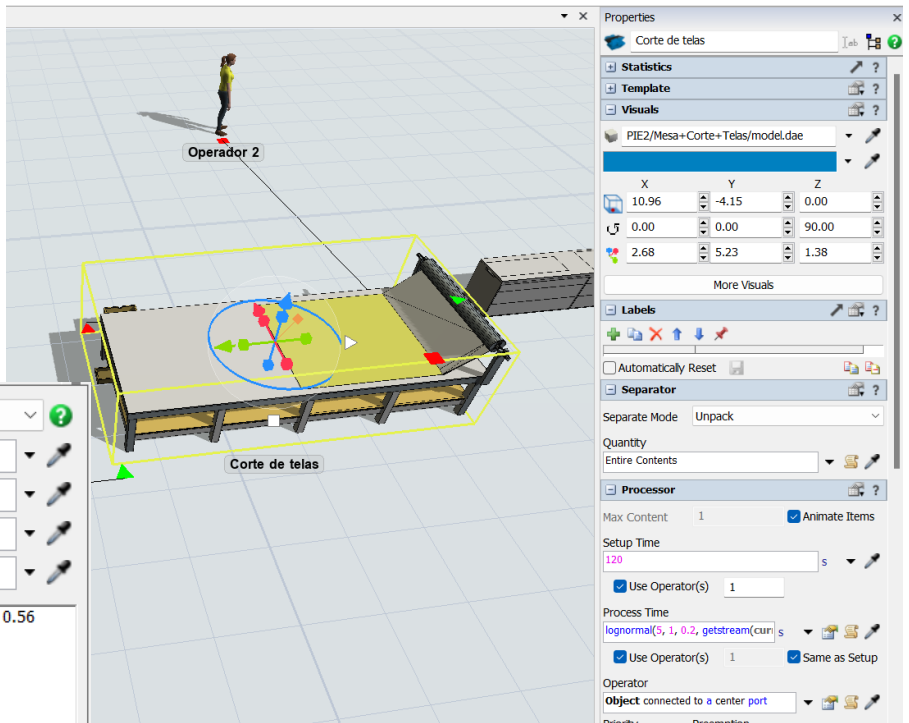 Properties
Corte de telas
Statistics
Template
Visuals
PIE2/Mesa+Corte+Telas/model.dae
X Y Z
10.96 -4.15 0.00
0.00 0.00 90.00
2.68 5.23 1.38
More Visuals
Labels
Automatically Reset
Separator
Separate Mode Unpack
Quantity
Entire Contents
Processor
Max Content 1 Animate Items
Setup Time
120 s
Use Operator(s) 1
Process Time
lognormal(5, 1, 0.2, getstream(curr s
Use Operator(s) 1 Same as Setup
Operator
Object connected to a center port
Priority Preemption
Operador 2
Corte de telas
0.56